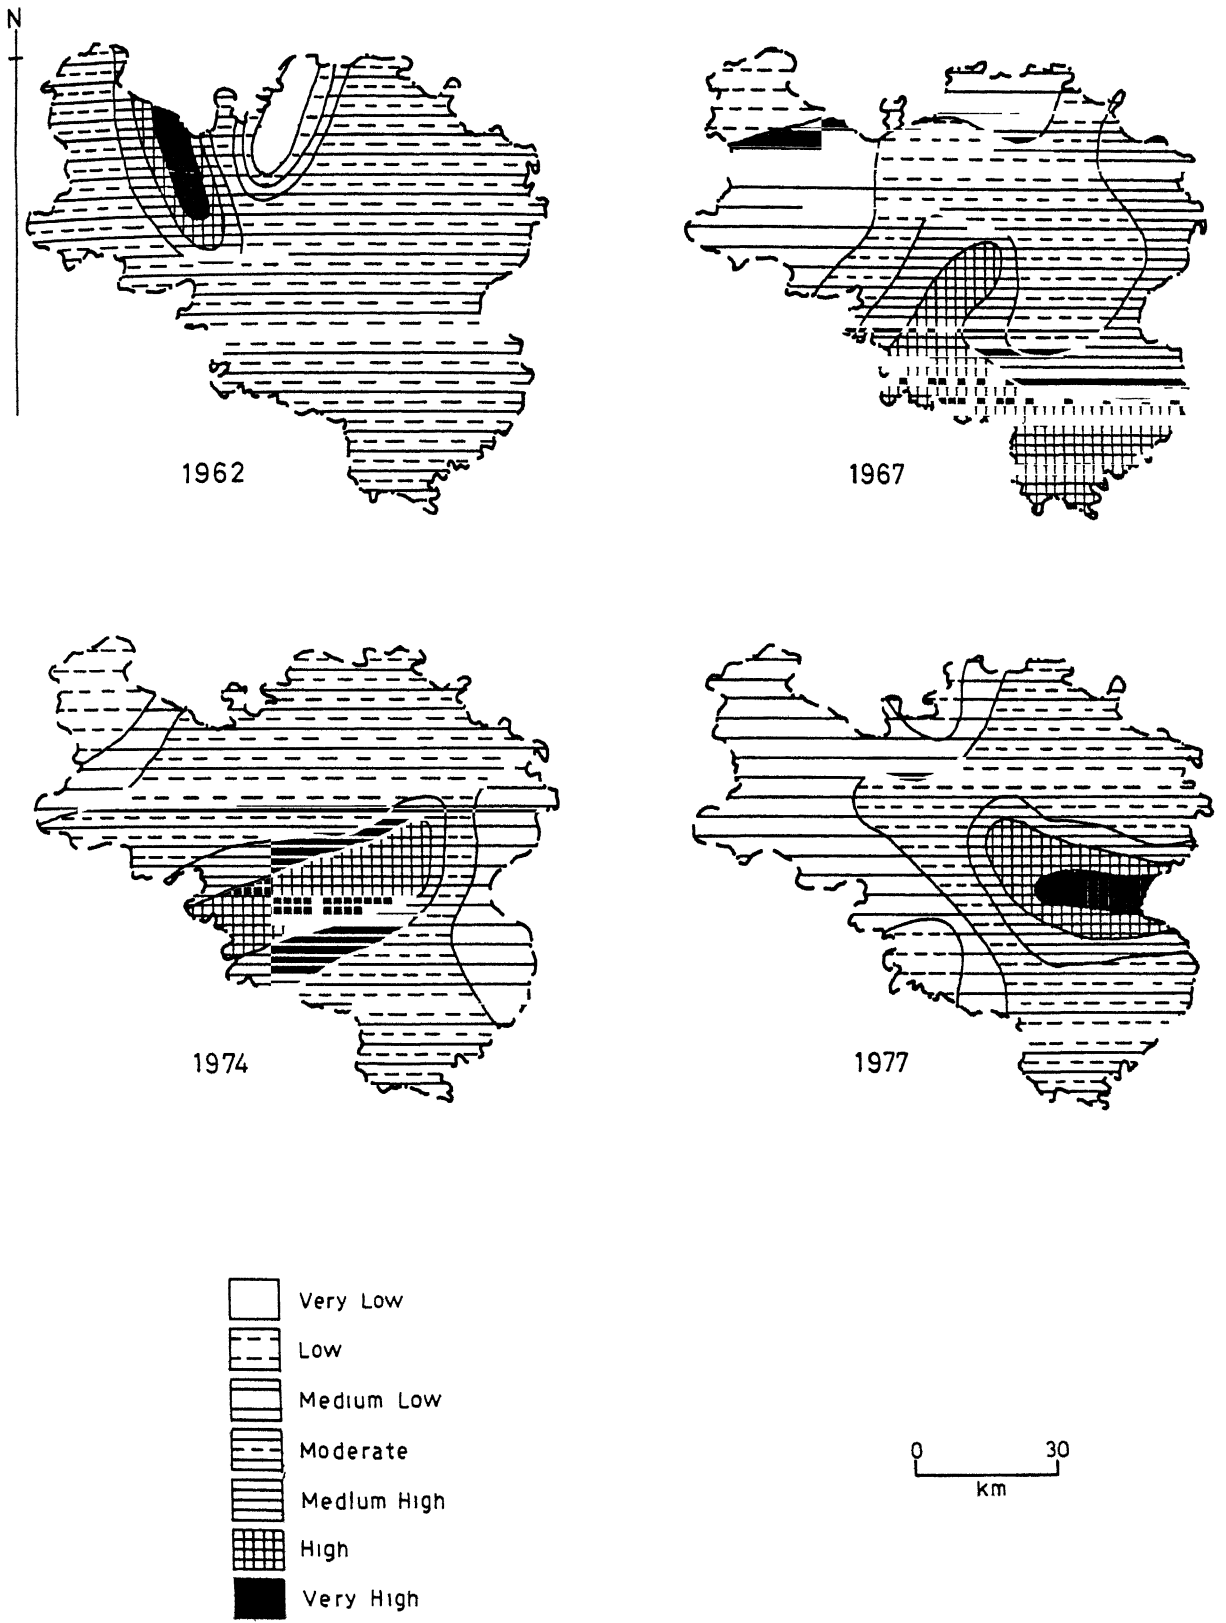 N
1962
1967
1974
1977
Very Low
Low
Medium Low
Moderate
Medium High
High
Very High
0 30
km